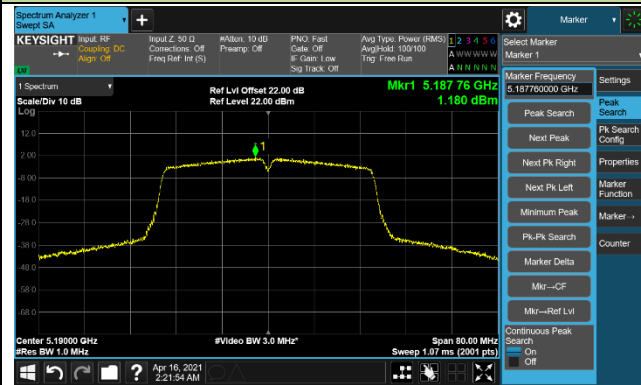 Spectrum Analyzer 1
Swept SA
+
Marker
KEYSIGHT
Input: RF
Coupling: DC
Align: Off
Input Z: 50 Ω
Corrections: Off
Freq Ref: Int (S)
#Atten: 10 dB
Preamp: Off
PNO: Fast
Gate: Off
IF Gain: Low
Sig Track: Off
Avg Type: Power (RMS)
Avg|Hold: 100/100
Trig: Free Run
1 2 3 4 5 6
A WWWWW
A N N N N N
LNI
Select Marker
Marker 1
1 Spectrum
Scale/Div 10 dB
Log
Ref Lvl Offset 22.00 dB
Ref Level 22.00 dBm
Mkr1 5.187 76 GHz
1.180 dBm
12.0
2.00
-8.00
-18.0
-28.0
-38.0
-48.0
-58.0
-68.0
1
Center 5.19000 GHz
#Res BW 1.0 MHz
#Video BW 3.0 MHz*
Span 80.00 MHz
Sweep 1.07 ms (2001 pts)
Marker Frequency
5.187760000 GHz
Peak Search
Next Peak
Next Pk Right
Next Pk Left
Minimum Peak
Pk-Pk Search
Marker Delta
Mkr→CF
Mkr→Ref Lvl
Continuous Peak
Search
On
Off
Settings
Peak
Search
Pk Search
Config
Properties
Marker
Function
Marker→
Counter
?
Apr 16, 2021
2:21:54 AM